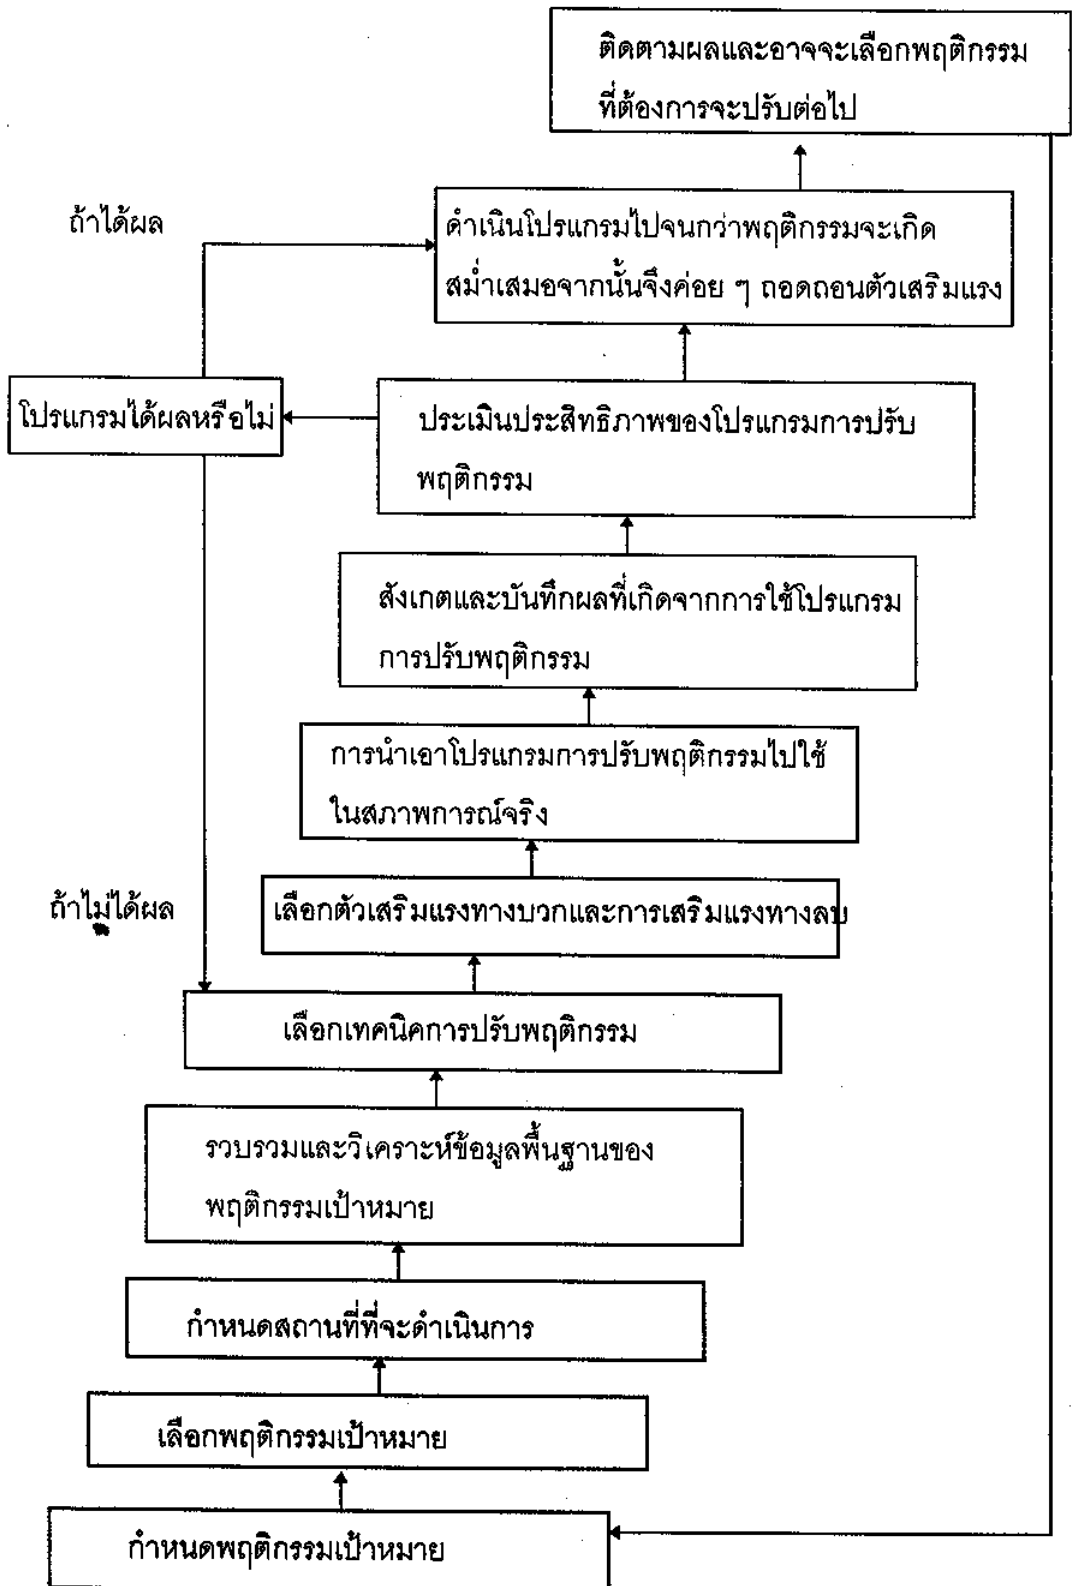 ติดตามผลและอาจจะเลือกพฤติกรรม
ที่ต้องการจะปรับต่อไป
ถ้าได้ผล
ดำเนินโปรแกรมไปจนกว่าพฤติกรรมจะเกิด
สม่ำเสมอจากนั้นจึงค่อย ๆ ถอดถอนตัวเสริมแรง
โปรแกรมได้ผลหรือไม่
ประเมินประสิทธิภาพของโปรแกรมการปรับ
พฤติกรรม
สังเกตและบันทึกผลที่เกิดจากการใช้โปรแกรม
การปรับพฤติกรรม
การนำเอาโปรแกรมการปรับพฤติกรรมไปใช้
ในสภาพการณ์จริง
ถ้าไม่ได้ผล
เลือกตัวเสริมแรงทางบวกและการเสริมแรงทางลบ
เลือกเทคนิคการปรับพฤติกรรม
รวบรวมและวิเคราะห์ข้อมูลพื้นฐานของ
พฤติกรรมเป้าหมาย
กำหนดสถานที่ที่จะดำเนินการ
เลือกพฤติกรรมเป้าหมาย
กำหนดพฤติกรรมเป้าหมาย